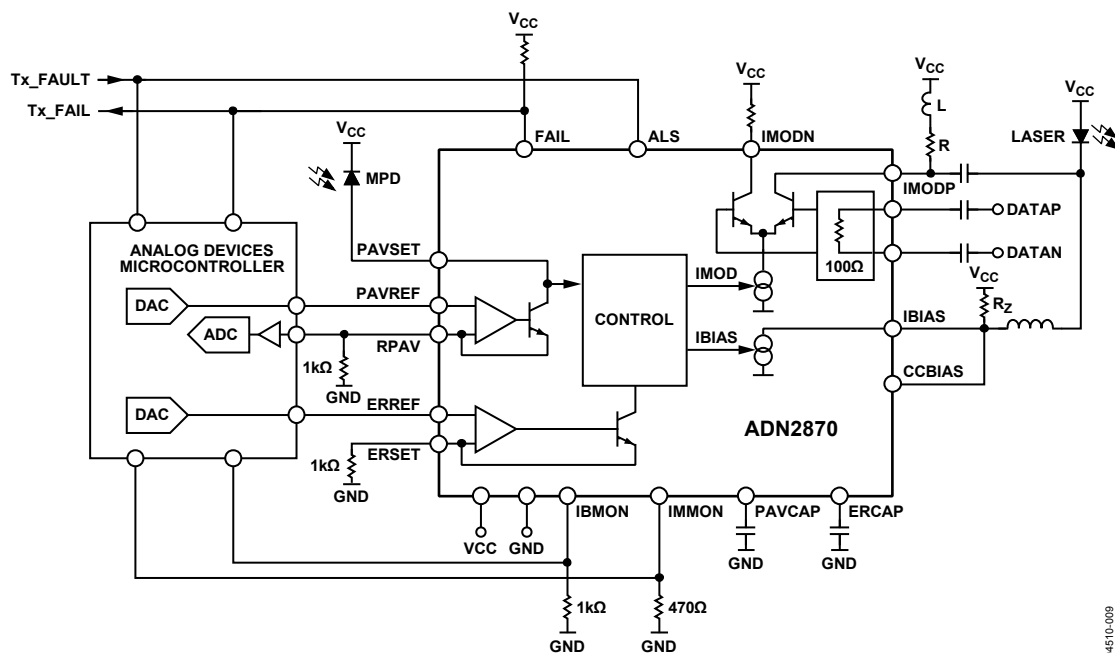 VCC
Tx_FAULT
Tx_FAIL
VCC
VCC
VCC
L
R
LASER
VCC
FAIL
ALS
IMODN
MPD
IMODP
DATAP
DATAN
100Ω
ANALOG DEVICES
MICROCONTROLLER
PAVSET
IMOD
VCC
RZ
DAC
PAVREF
CONTROL
IBIAS
IBIAS
ADC
RPAV
1kΩ
GND
CCBIAS
DAC
ERREF
ADN2870
1kΩ
ERSET
GND
IBMON
IMMON
PAVCAP
ERCAP
VCC
GND
GND
GND
1kΩ
470Ω
GND
GND
4510-009